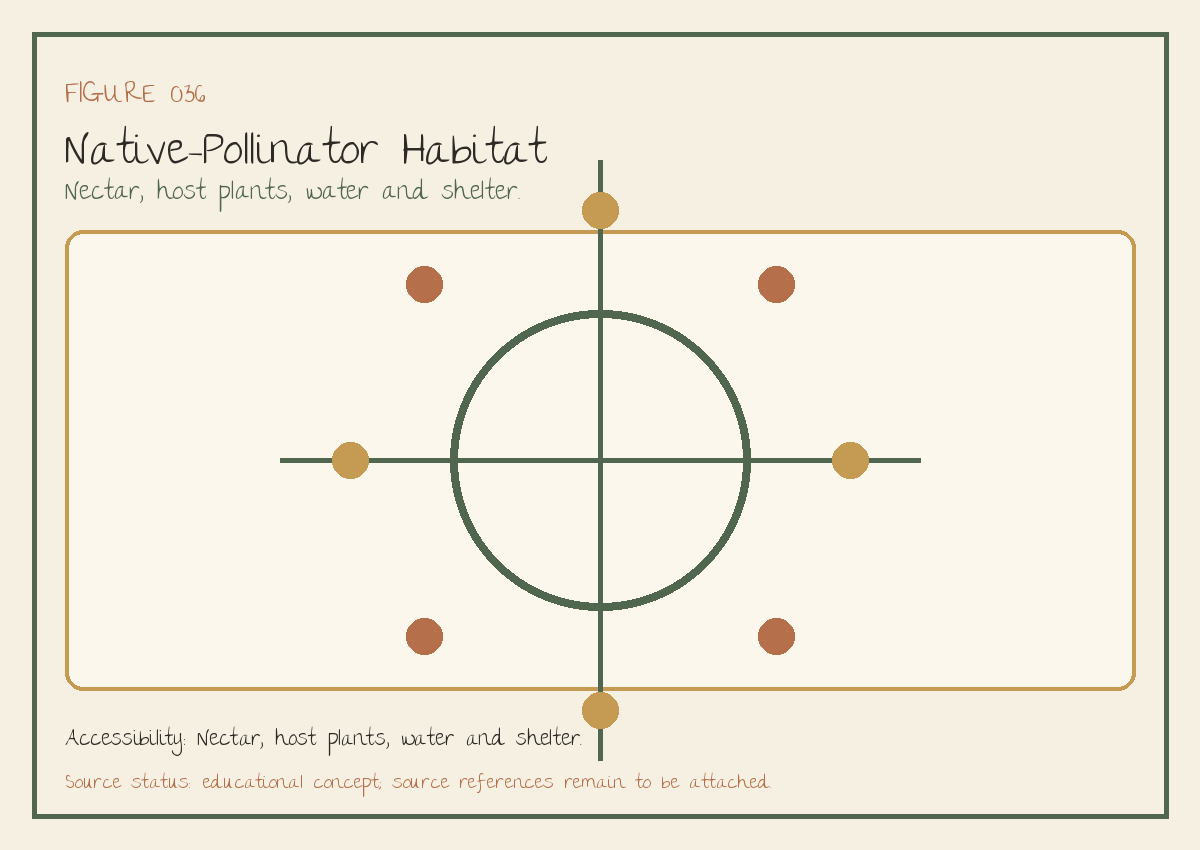 FIGURE 036
Native-Pollinator Habitat
Nectar, host plants, water and shelter.
Accessibility: Nectar, host plants, water and shelter.
Source status: educational concept; source references remain to be attached.